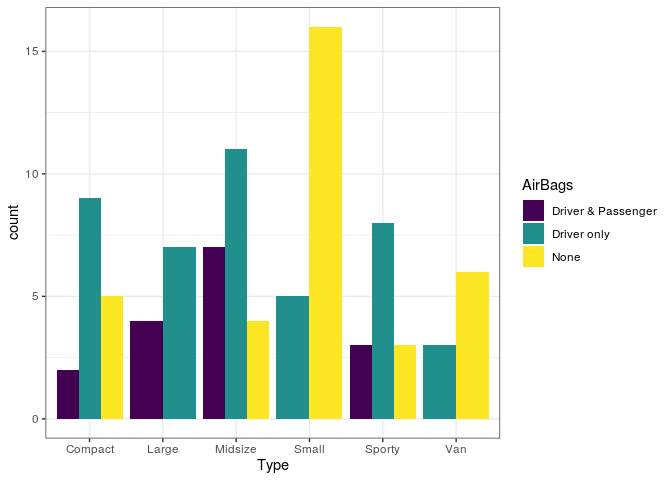 15
10
5
0
count
Compact Large Midsize Small Sporty Van
Type
AirBags
Driver & Passenger
Driver only
None